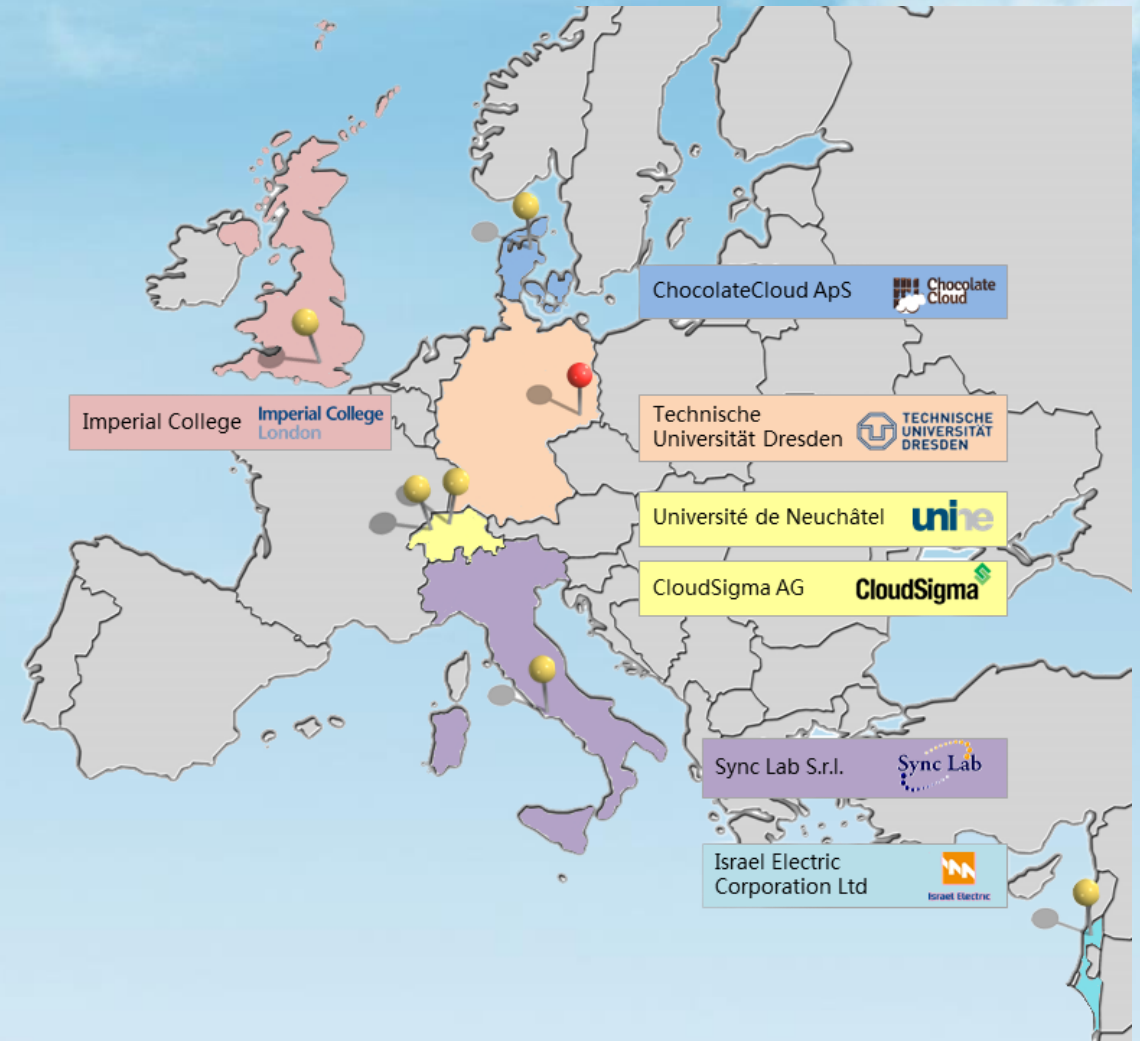 ChocolateCloud ApS
Chocolate
Cloud
Imperial College
Imperial College
London
Technische
Universität Dresden
TECHNISCHE
UNIVERSITÄT
DRESDEN
Université de Neuchâtel
unine
CloudSigma AG
CloudSigma
Sync Lab S.r.l.
Sync Lab
Israel Electric
Corporation Ltd
Israel Electric